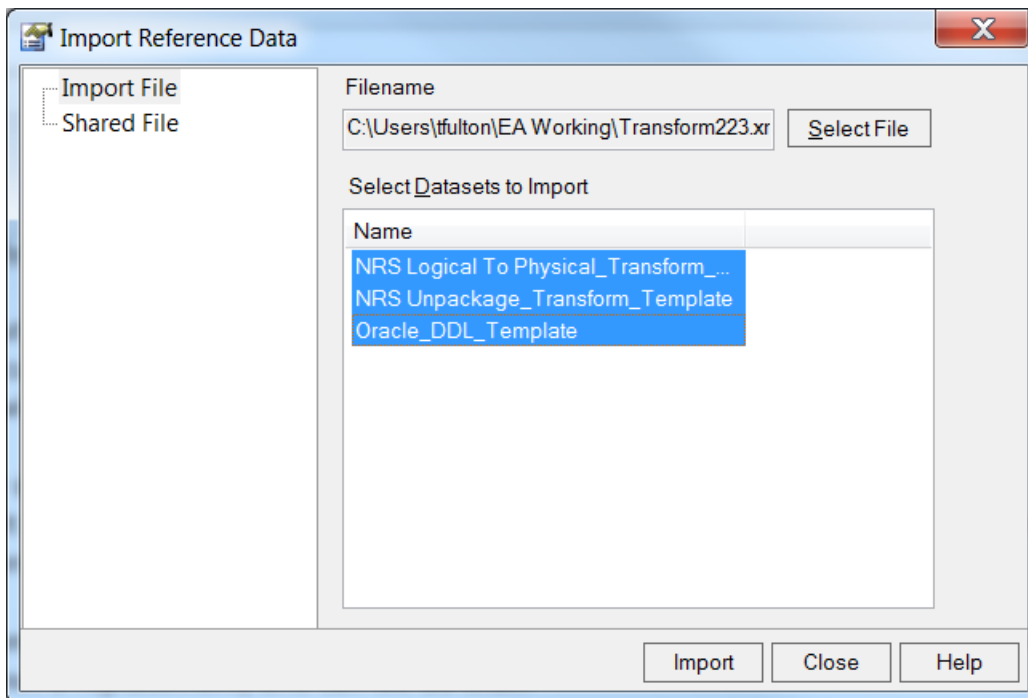 Import Reference Data
Import File
Shared File
Filename
C:\Users\tfulton\EA Working\Transform223.xr
Select File
Select Datasets to Import
Name
NRS Logical To Physical_Transform_...
NRS Unpackage_Transform_Template
Oracle_DDL_Template
Import
Close
Help